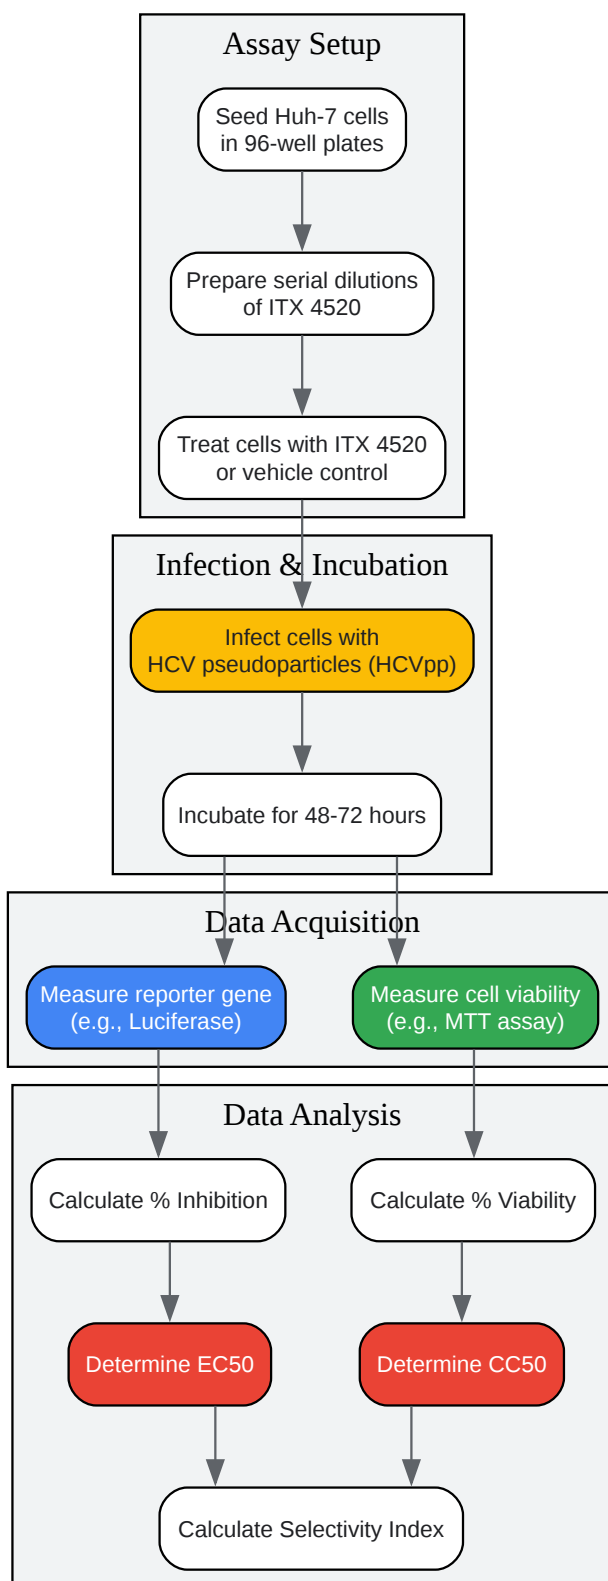 Assay Setup
Seed Huh-7 cells
in 96-well plates
Prepare serial dilutions
of ITX 4520
Treat cells with ITX 4520
or vehicle control
Infection & Incubation
Infect cells with
HCV pseudoparticles (HCVpp)
Incubate for 48-72 hours
Data Acquisition
Measure reporter gene
(e.g., Luciferase)
Measure cell viability
(e.g., MTT assay)
Data Analysis
Calculate % Inhibition
Calculate % Viability
Determine EC50
Determine CC50
Calculate Selectivity Index